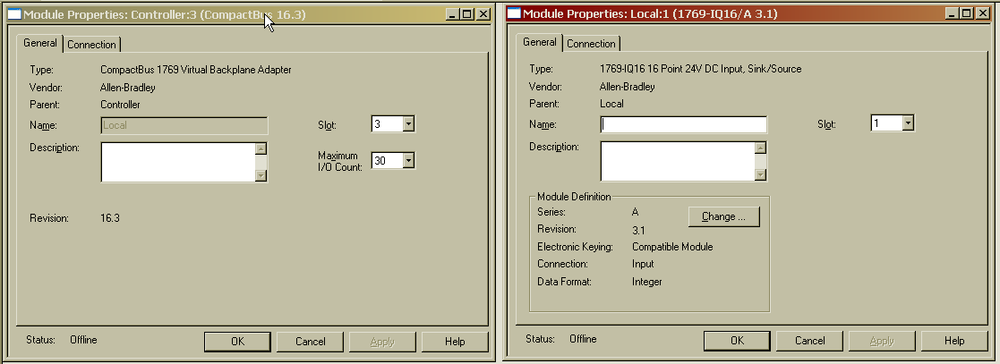 Module Properties: Controller:3 (CompactBus 16.3)
General
Connection
Type: CompactBus 1769 Virtual Backplane Adapter
Vendor: Allen-Bradley
Parent: Controller
Name: Local
Slot: 3
Description:
Maximum I/O Count: 30
Revision: 16.3
Status: Offline
OK
Cancel
Apply
Help
Module Properties: Local:1 (1769-IQ16/A 3.1)
General
Connection
Type: 1769-IQ16 16 Point 24V DC Input, Sink/Source
Vendor: Allen-Bradley
Parent: Local
Name:
Slot: 1
Description:
Module Definition
Series: A
Change ...
Revision: 3.1
Electronic Keying: Compatible Module
Connection: Input
Data Format: Integer
Status: Offline
OK
Cancel
Apply
Help